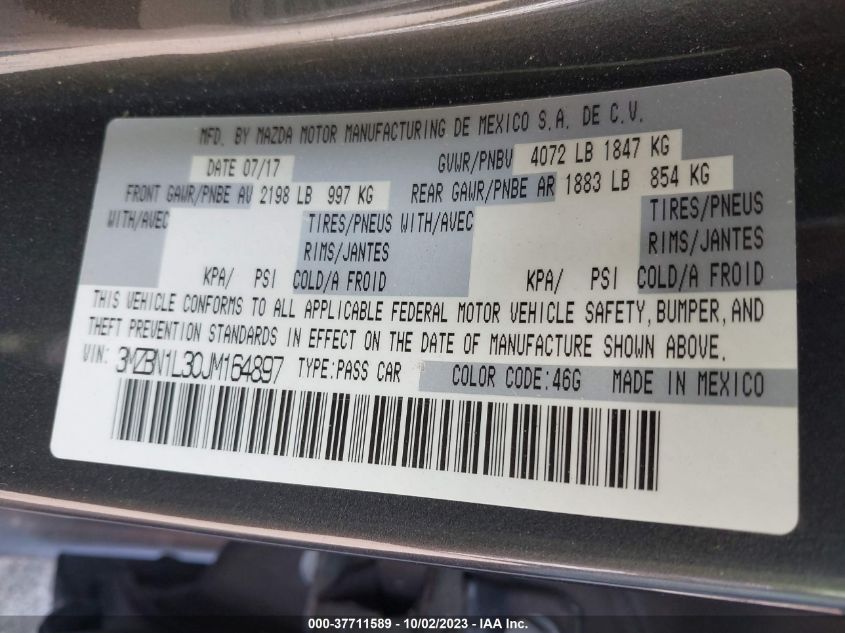 MFD. BY MAZDA MOTOR MANUFACTURING DE MEXICO S.A. DE C.V.
DATE 07/17 GVWR/PNBV 4072 LB 1847 KG
FRONT GAWR/PNBE AV 2198 LB 997 KG REAR GAWR/PNBE AR 1883 LB 854 KG
WITH/AVEC TIRES/PNEUS WITH/AVEC TIRES/PNEUS
RIMS/JANTES RIMS/JANTES
KPA/ PSI COLD/A FROID KPA/ PSI COLD/A FROID
THIS VEHICLE CONFORMS TO ALL APPLICABLE FEDERAL MOTOR VEHICLE SAFETY, BUMPER, AND
THEFT PREVENTION STANDARDS IN EFFECT ON THE DATE OF MANUFACTURE SHOWN ABOVE.
VIN: 3MZBN1L30JM164897 TYPE:PASS CAR COLOR CODE:46G MADE IN MEXICO
000-37711589 - 10/02/2023 - WWW.IAAI.COM